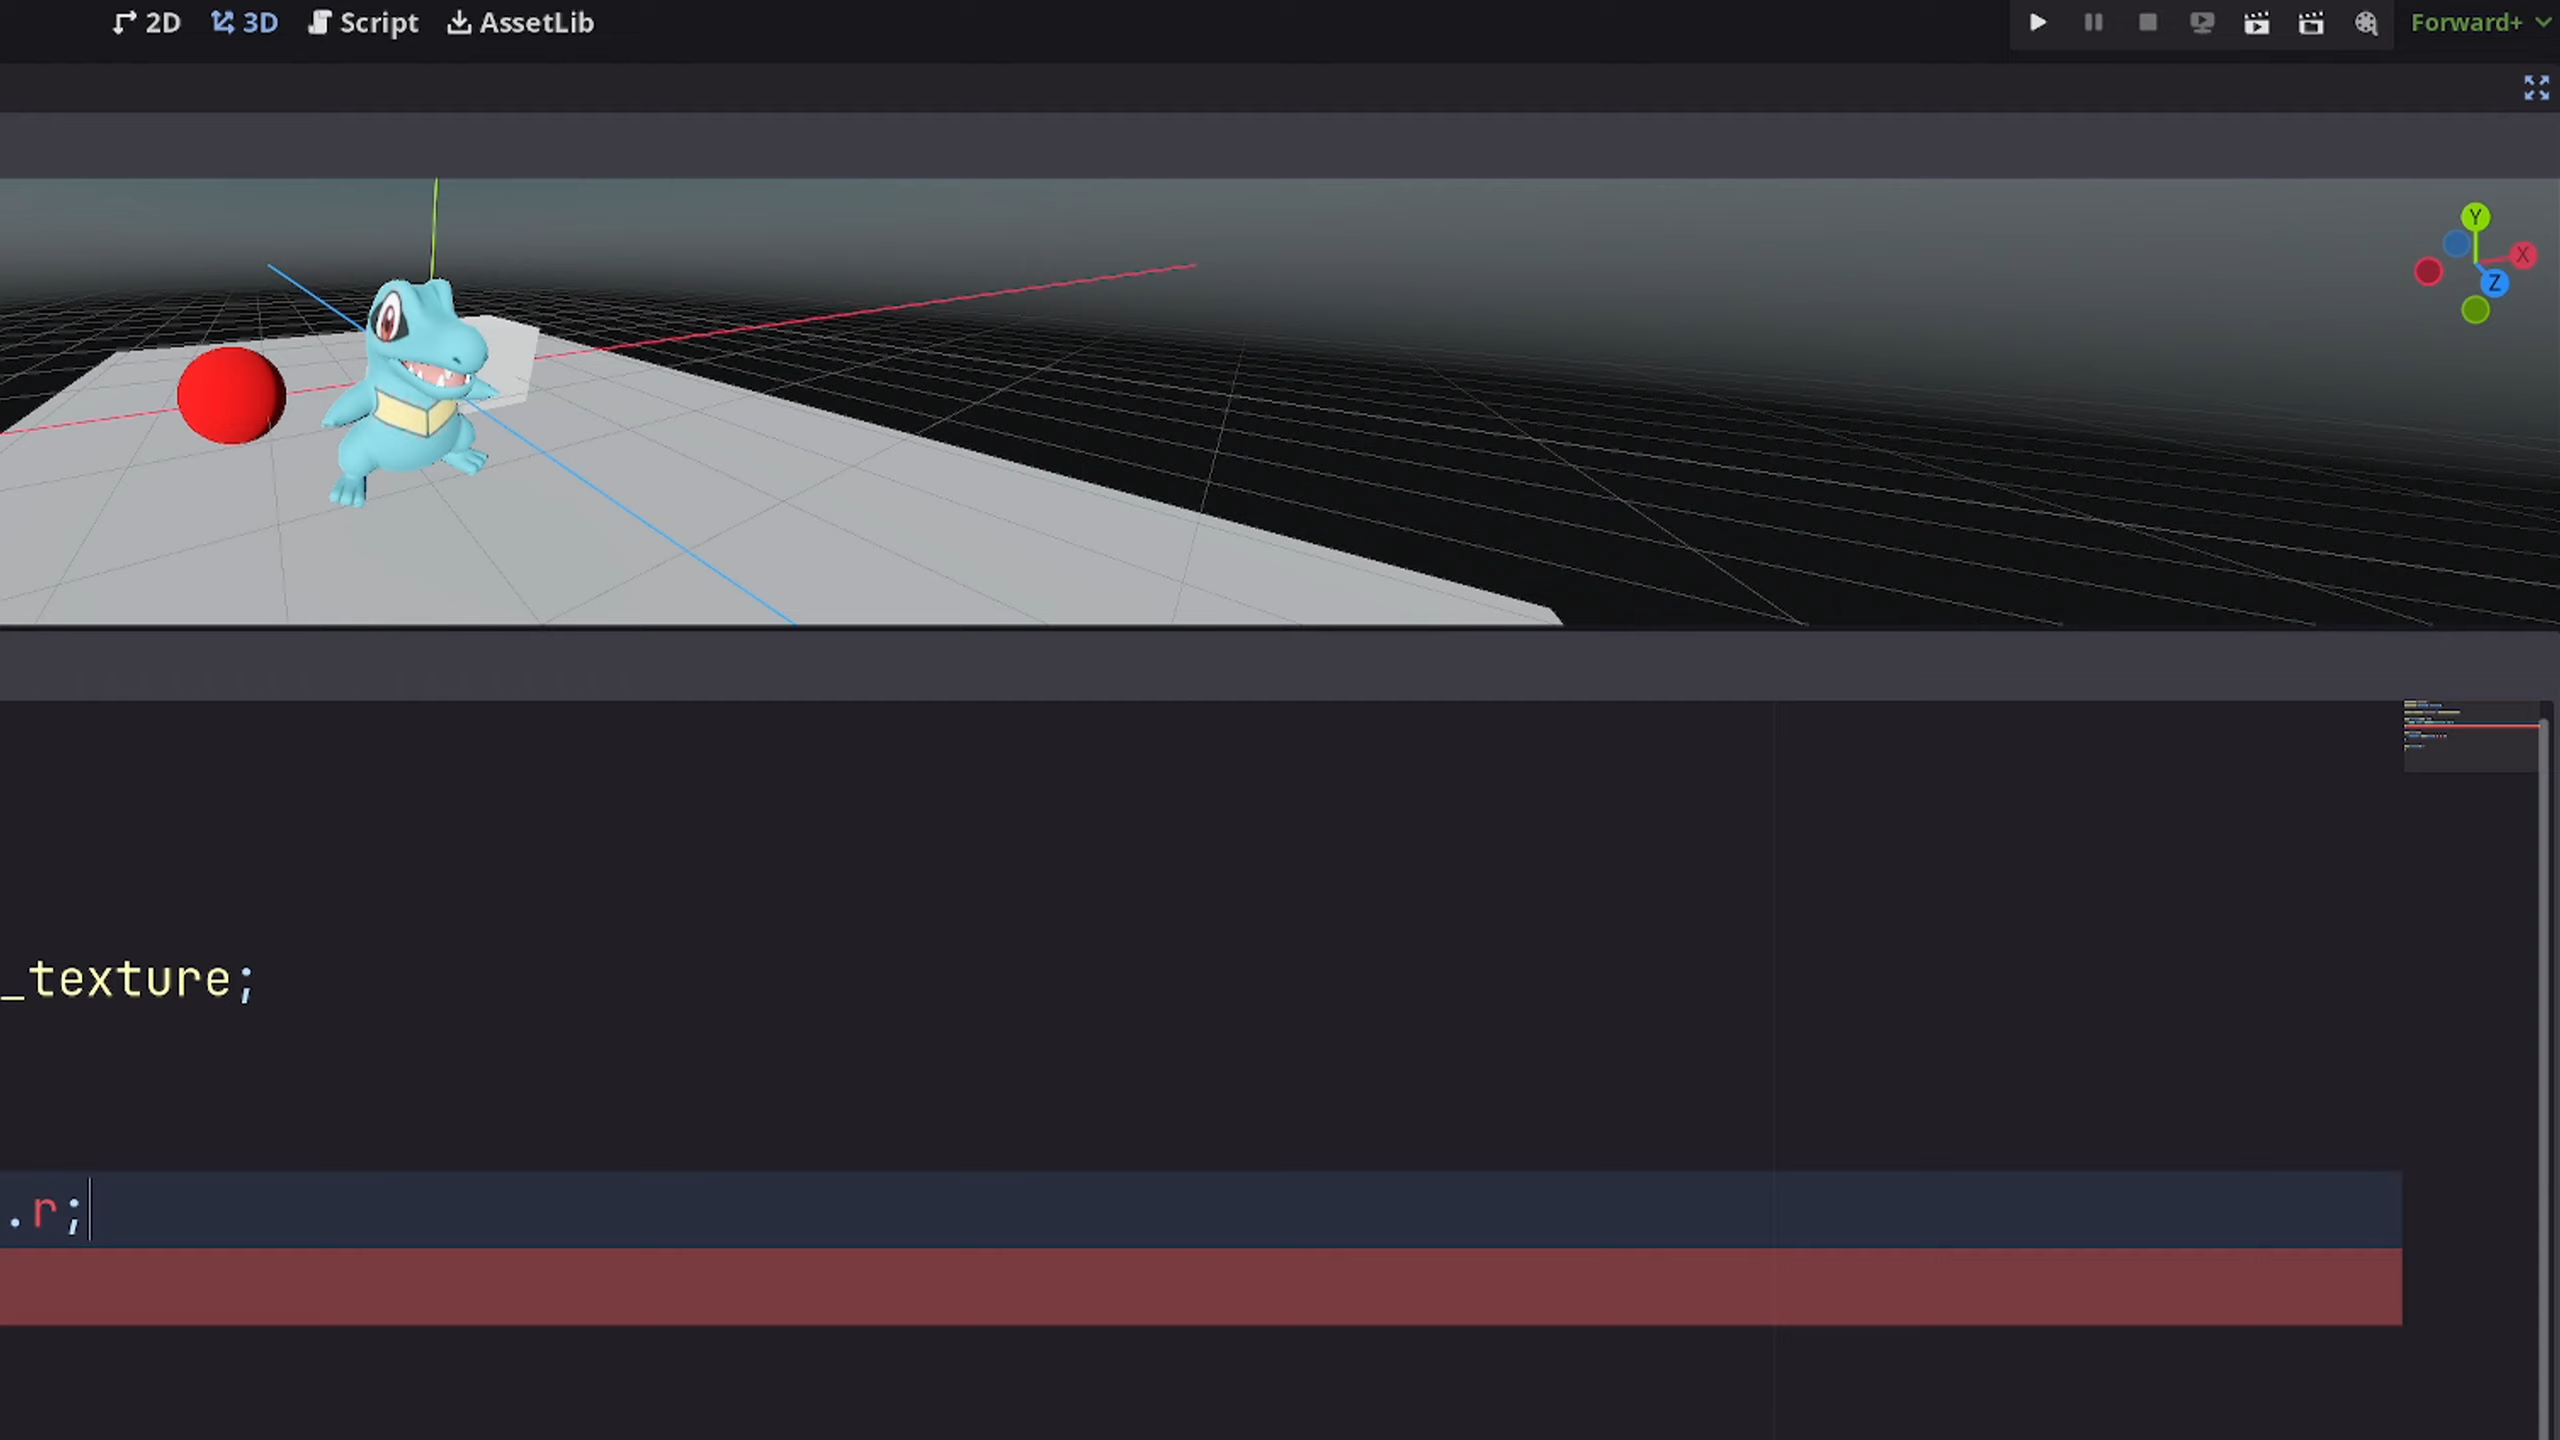 2D 3D Script AssetLib Forward+
Y
X
Z
_texture;
.r;